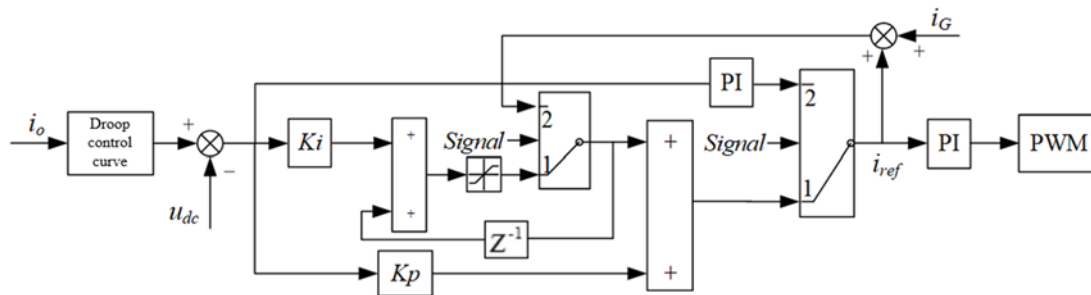 i_o
Droop
control
curve
+
−
u_dc
Ki
+
+
Signal
2
1
Z⁻¹
Kp
+
+
PI
Signal
2
1
+
+
i_G
i_ref
PI
PWM